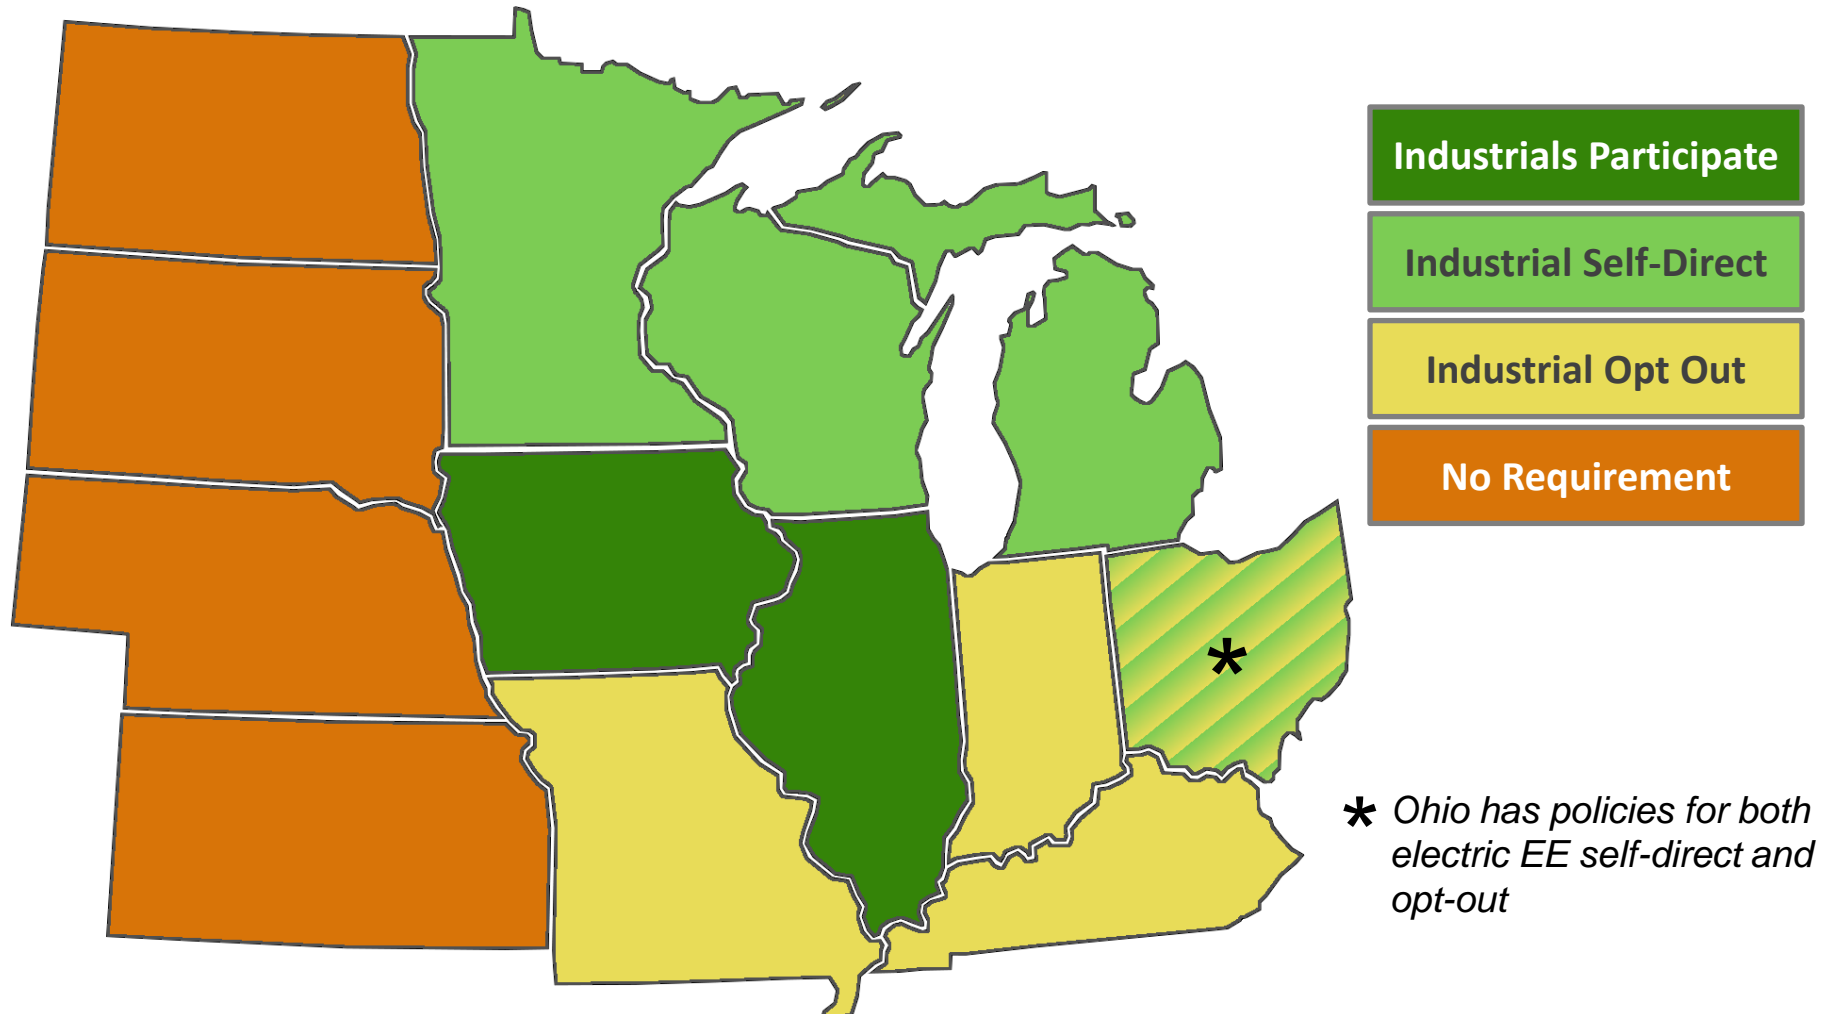 Industrials Participate
Industrial Self-Direct
Industrial Opt Out
No Requirement
*
* Ohio has policies for both
electric EE self-direct and
opt-out